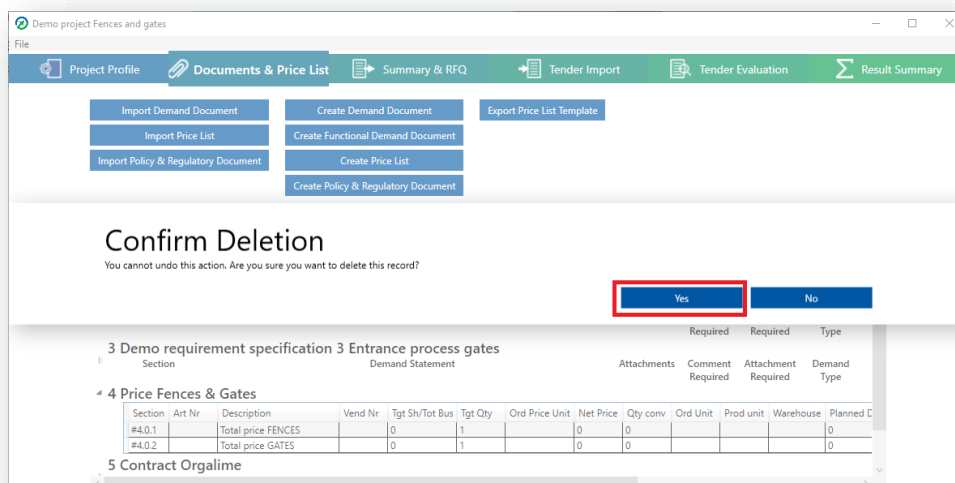 Demo project Fences and gates
File
Project Profile Documents & Price List Summary & RFQ Tender Import Tender Evaluation Result Summary
Import Demand Document Create Demand Document Export Price List Template
Import Price List Create Functional Demand Document
Import Policy & Regulatory Document Create Price List
Create Policy & Regulatory Document
Confirm Deletion
You cannot undo this action. Are you sure you want to delete this record?
Yes No
Required Required Type
3 Demo requirement specification 3 Entrance process gates
Section Demand Statement Attachments Comment Attachment Demand
Required Required Type
4 Price Fences & Gates
Section Art Nr Description Vend Nr Tgt Sh/Tot Bus Tgt Qty Ord Price Unit Net Price Qty conv Ord Unit Prod unit Warehouse Planned D
#4.0.1 Total price FENCES 0 1 0 0 0
#4.0.2 Total price GATES 0 1 0 0 0
5 Contract Orgalime